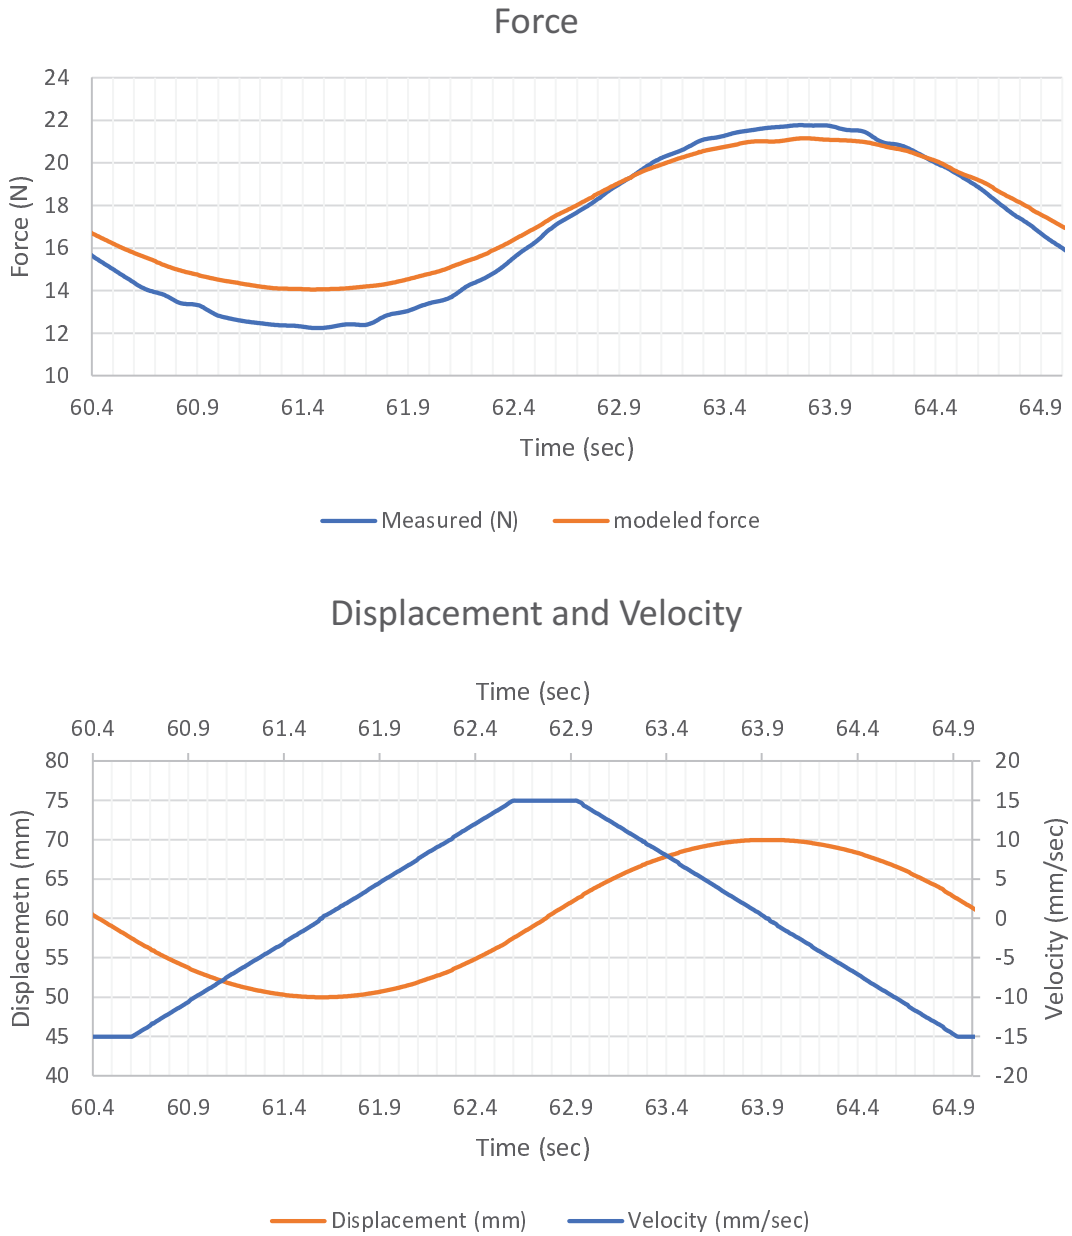 Force
24
22
20
18
16
14
12
10
Force (N)
60.4 60.9 61.4 61.9 62.4 62.9 63.4 63.9 64.4 64.9
Time (sec)
Measured (N) modeled force
Displacement and Velocity
Time (sec)
60.4 60.9 61.4 61.9 62.4 62.9 63.4 63.9 64.4 64.9
80 20
75 15
70 10
65 5
60 0
55 -5
50 -10
45 -15
40 -20
Displacemetn (mm)
Velocity (mm/sec)
60.4 60.9 61.4 61.9 62.4 62.9 63.4 63.9 64.4 64.9
Time (sec)
Displacement (mm) Velocity (mm/sec)